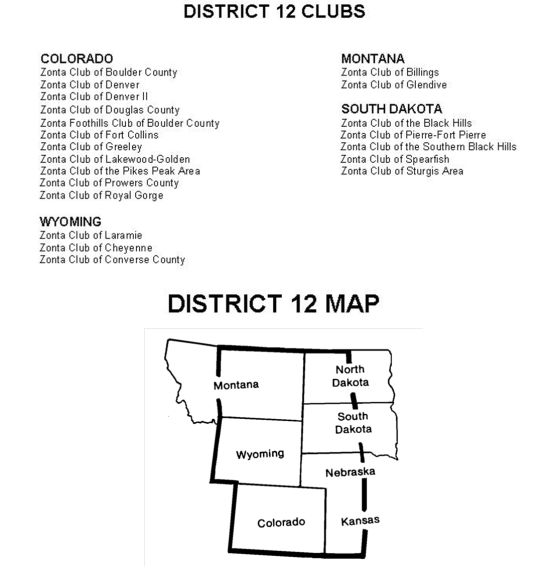 DISTRICT 12 CLUBS
COLORADO
Zonta Club of Boulder County
Zonta Club of Denver
Zonta Club of Denver II
Zonta Club of Douglas County
Zonta Foothills Club of Boulder County
Zonta Club of Fort Collins
Zonta Club of Greeley
Zonta Club of Lakewood-Golden
Zonta Club of the Pikes Peak Area
Zonta Club of Prowers County
Zonta Club of Royal Gorge
WYOMING
Zonta Club of Laramie
Zonta Club of Cheyenne
Zonta Club of Converse County
MONTANA
Zonta Club of Billings
Zonta Club of Glendive
SOUTH DAKOTA
Zonta Club of the Black Hills
Zonta Club of Pierre-Fort Pierre
Zonta Club of the Southern Black Hills
Zonta Club of Spearfish
Zonta Club of Sturgis Area
DISTRICT 12 MAP
Montana
North
Dakota
South
Dakota
Wyoming
Nebraska
Colorado
Kansas